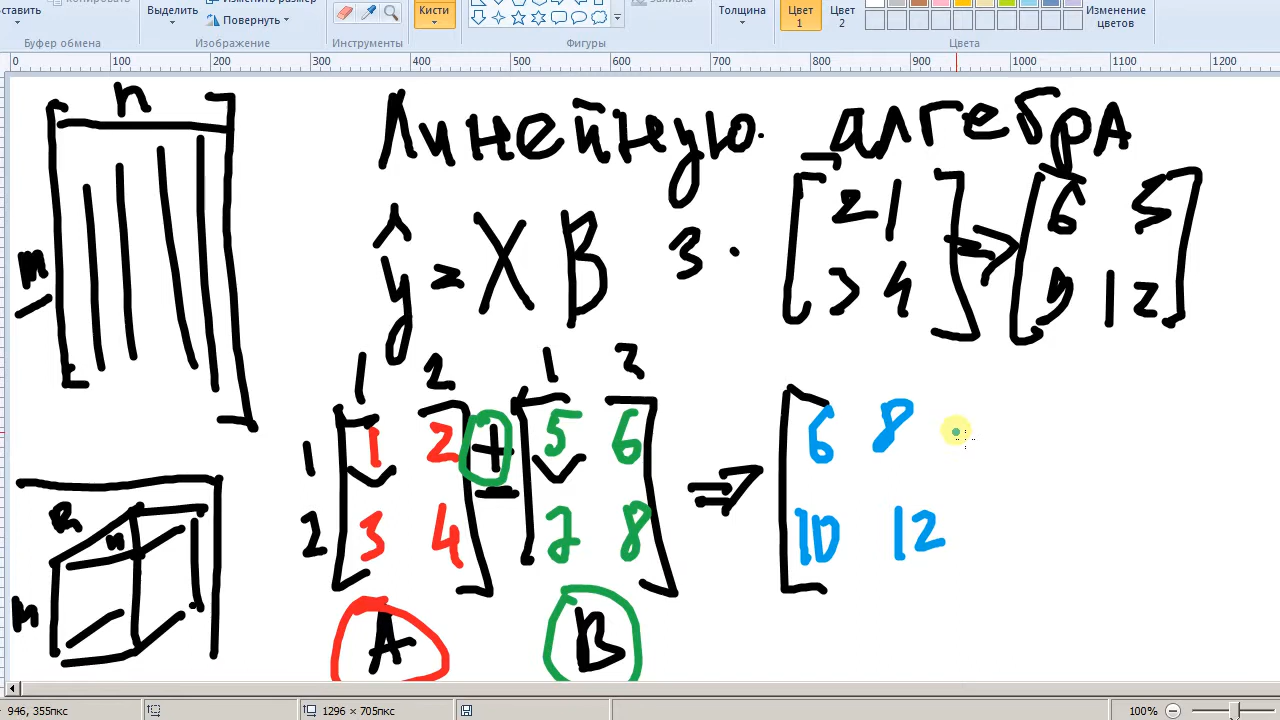 Выделить
Повернуть
Кисти
Толщина
Цвет 1
Цвет 2
Изменение цветов
Буфер обмена
Изображение
Инструменты
Фигуры
Цвета
0 100 200 300 400 500 600 700 800 900 1000 1100 1200
n
Линейную алгебрА
m
ŷ = X B 3 · [2 1 => [6 5
3 4] 9 12]
1 2 1 2
1 [1 2] + [5 6] => [6 8
2 [3 4] [7 8] 10 12
k
n
m
A B
946, 355пкс
1296 × 705пкс
100%